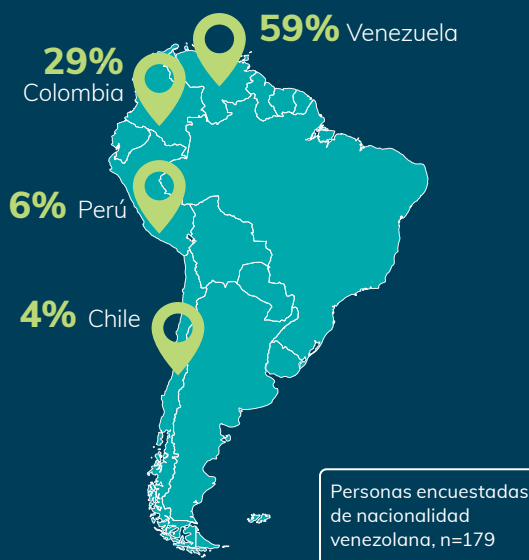 59% Venezuela
29%
Colombia
6% Perú
4% Chile
Personas encuestadas
de nacionalidad
venezolana, n=179